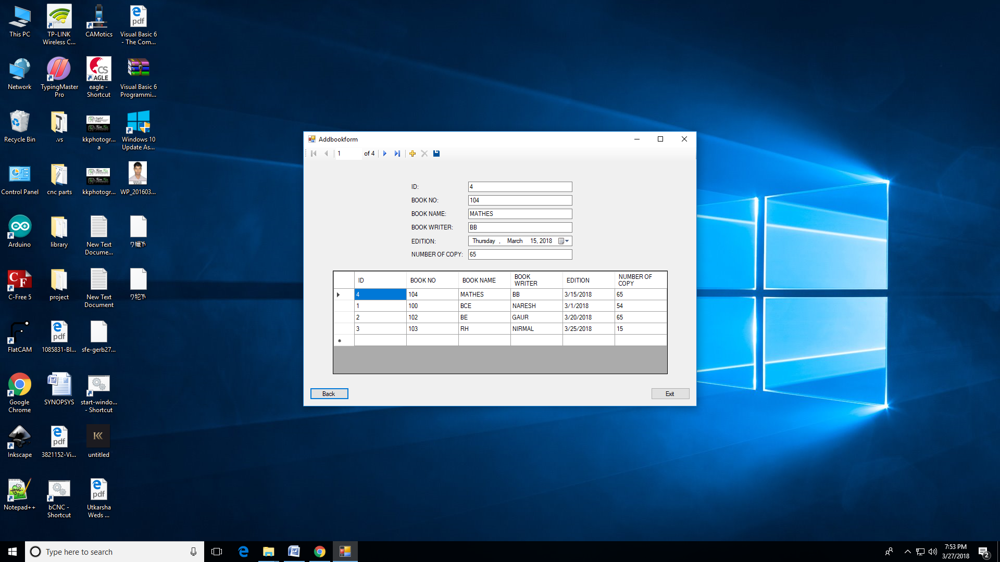 This PC
TP-LINK
Wireless C...
CAMotics
Visual Basic 6
- The Com...
Network
TypingMaster
Pro
eagle -
Shortcut
Visual Basic 6
Programmi...
Recycle Bin
.vs
kkphotogr...
a
Windows 10
Update As...
Control Panel
cnc parts
kkphotogr...
WP_201603...
Arduino
library
New Text
Docume...
C-Free 5
project
New Text
Document
FlatCAM
1085831-Bl...
sfe-gerb27...
Google
Chrome
SYNOPSYS
start-windo...
- Shortcut
Inkscape
3821152-Vi...
untitled
Notepad++
bCNC -
Shortcut
Utkarsha
Weds ...
Addbookform
1 of 4
ID: 4
BOOK NO: 104
BOOK NAME: MATHES
BOOK WRITER: BB
EDITION: Thursday , March 15, 2018
NUMBER OF COPY: 65
ID BOOK NO BOOK NAME BOOK WRITER EDITION NUMBER OF COPY
4 104 MATHES BB 3/15/2018 65
1 100 BCE NARESH 3/1/2018 54
2 102 BE GAUR 3/20/2018 65
3 103 RH NIRMAL 3/25/2018 15
Back
Exit
Type here to search
7:53 PM
3/27/2018
2